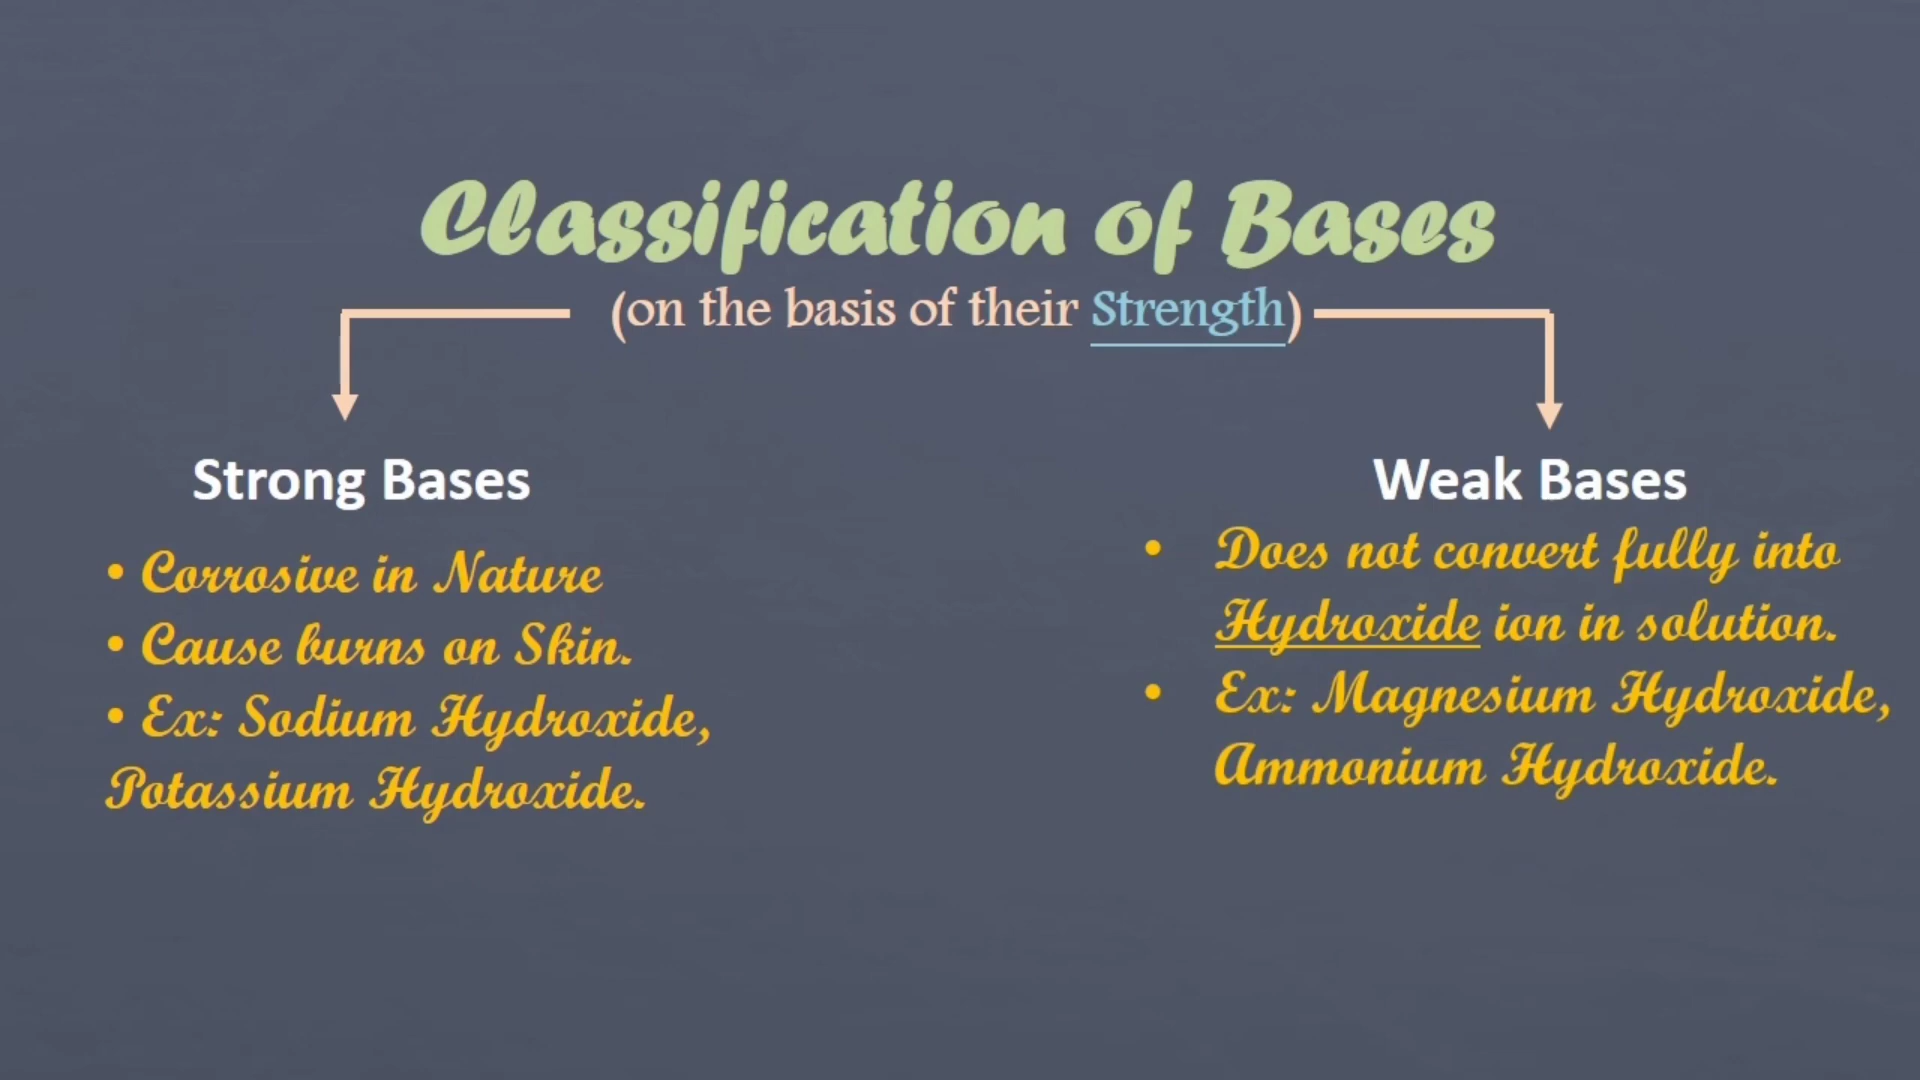 Classification of Bases
(on the basis of their Strength)
Strong Bases
• Corrosive in Nature
• Cause burns on Skin.
• Ex: Sodium Hydroxide,
Potassium Hydroxide.
Weak Bases
• Does not convert fully into
Hydroxide ion in solution.
• Ex: Magnesium Hydroxide,
Ammonium Hydroxide.